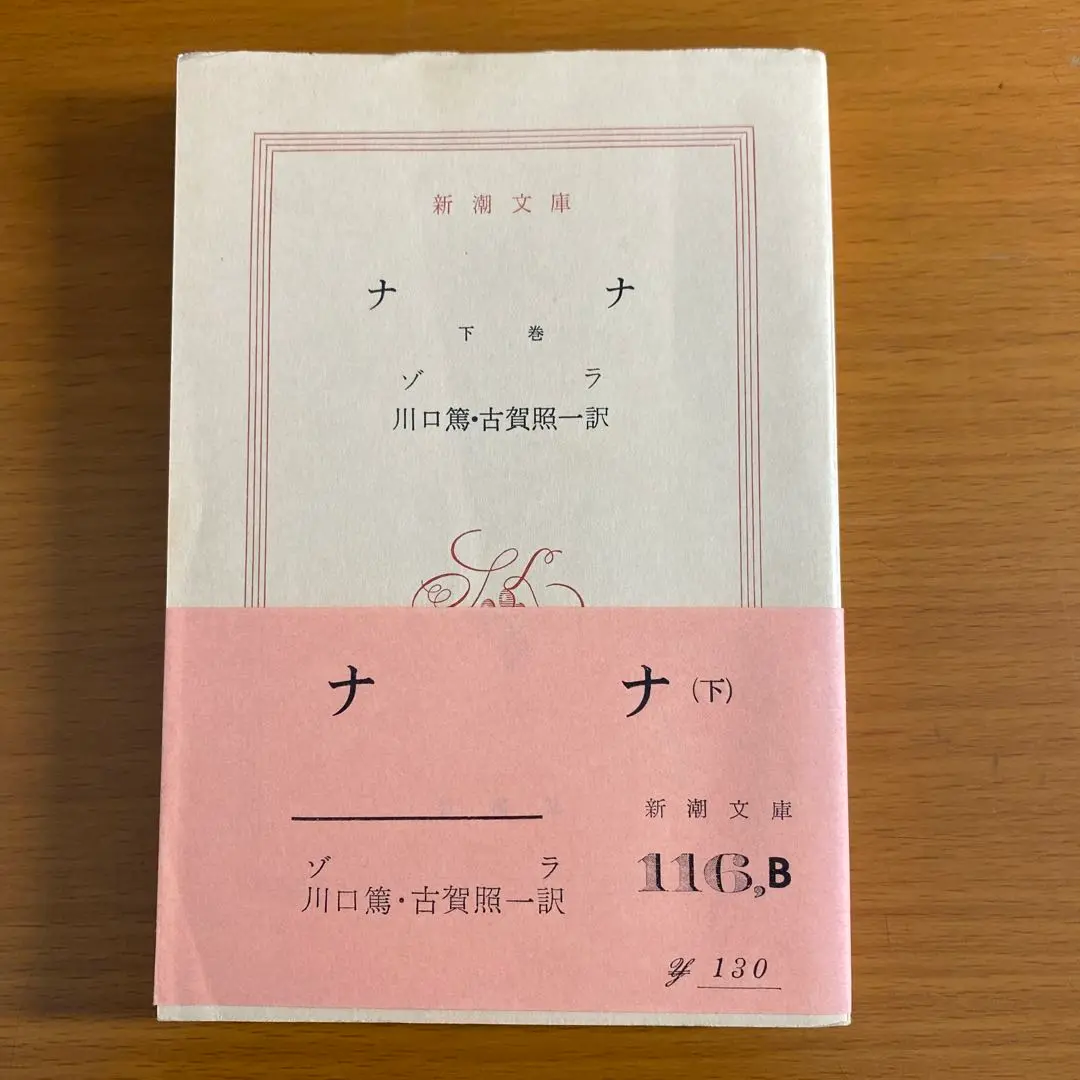 新潮文庫
ナナ
下巻
ゾラ
川口篤・古賀照一訳
ナナ(下)
新潮文庫
116,B
ゾラ
川口篤・古賀照一訳
¥ 130